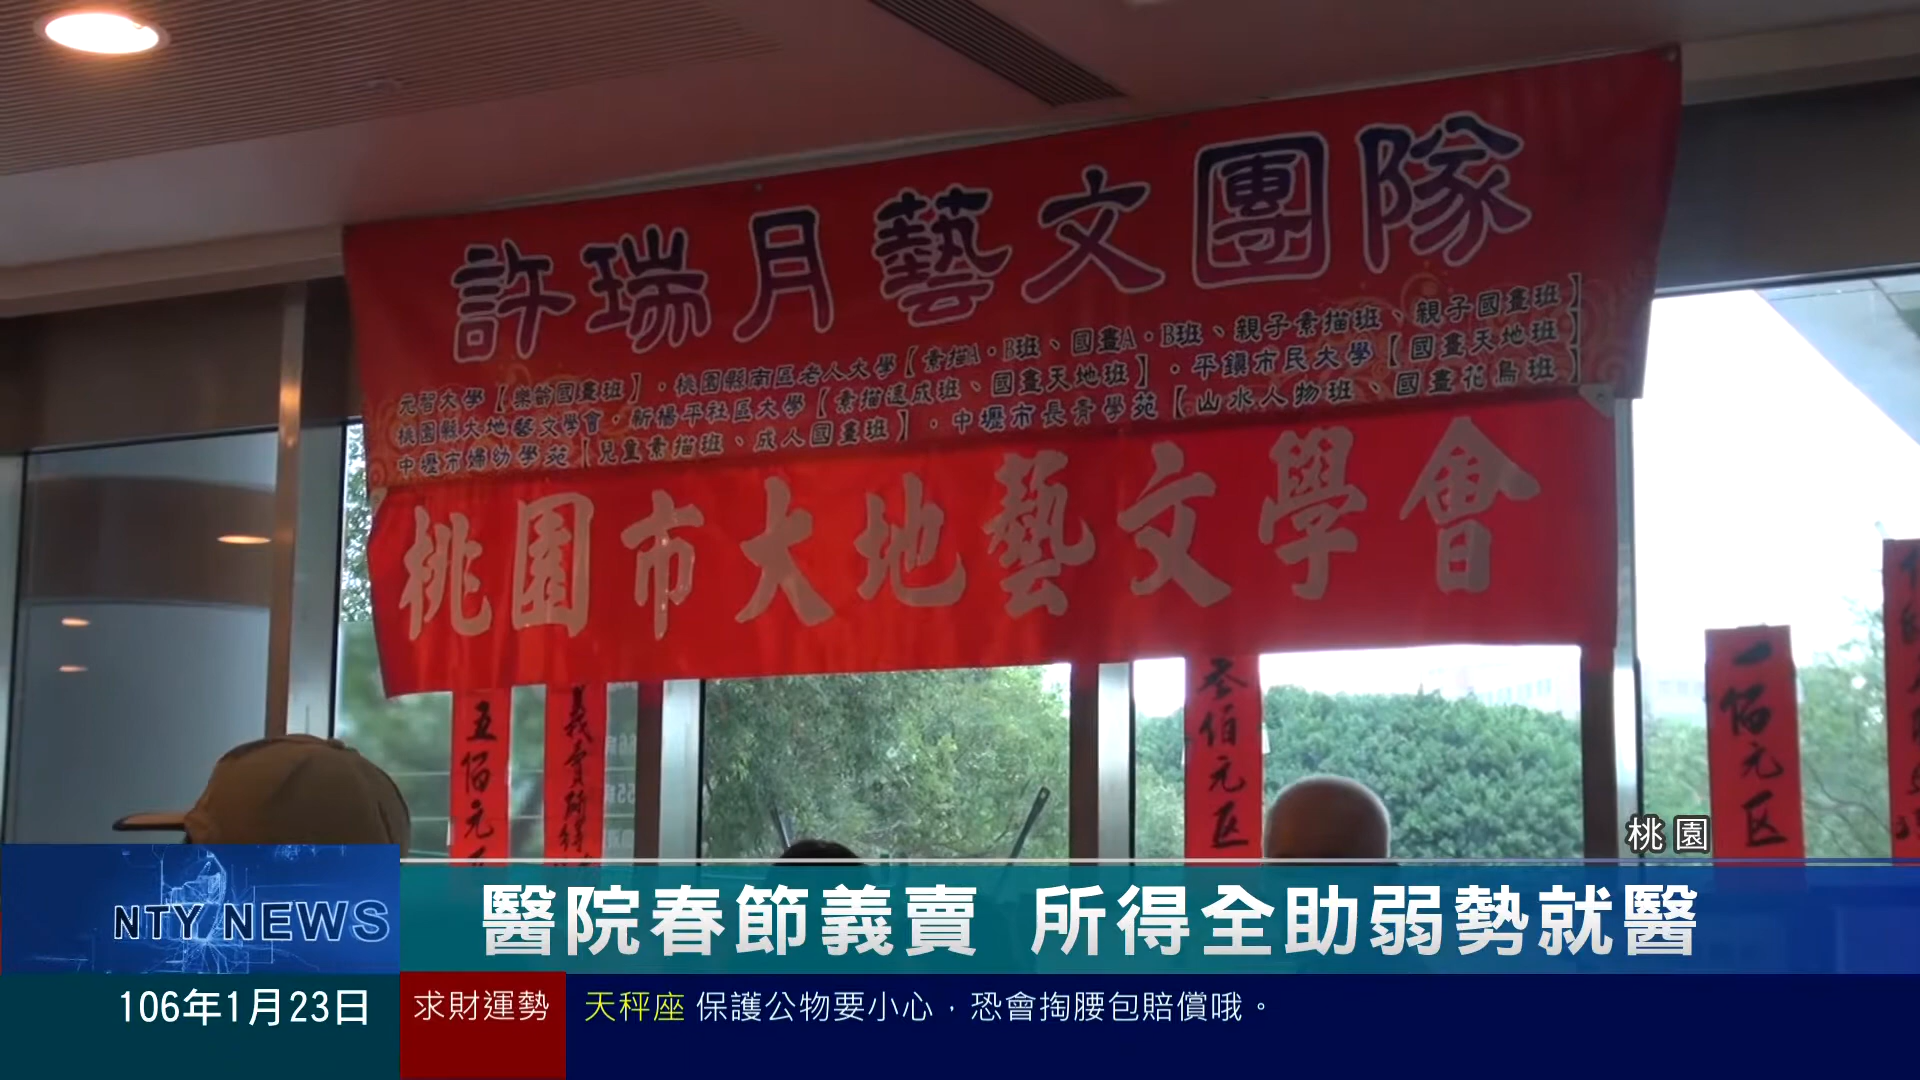 許瑞月藝文團隊
元智大學【樂齡國畫班】‧桃園縣南區老人大學【素描A‧B班、國畫A‧B班、親子素描班、親子國畫班】
桃園縣大地藝文學會‧新楊平社區大學【素描速成班、國畫天地班】‧平鎮市民大學【國畫天地班】
中壢市婦幼學苑【兒童素描班、成人國畫班】‧中壢市長青學苑【山水人物班、國畫花鳥班】
桃園市大地藝文學會
五佰元区
義賣所得
叁佰元区
一佰元区
桃園
NTY NEWS
醫院春節義賣 所得全助弱勢就醫
106年1月23日
求財運勢
天秤座 保護公物要小心，恐會掏腰包賠償哦。